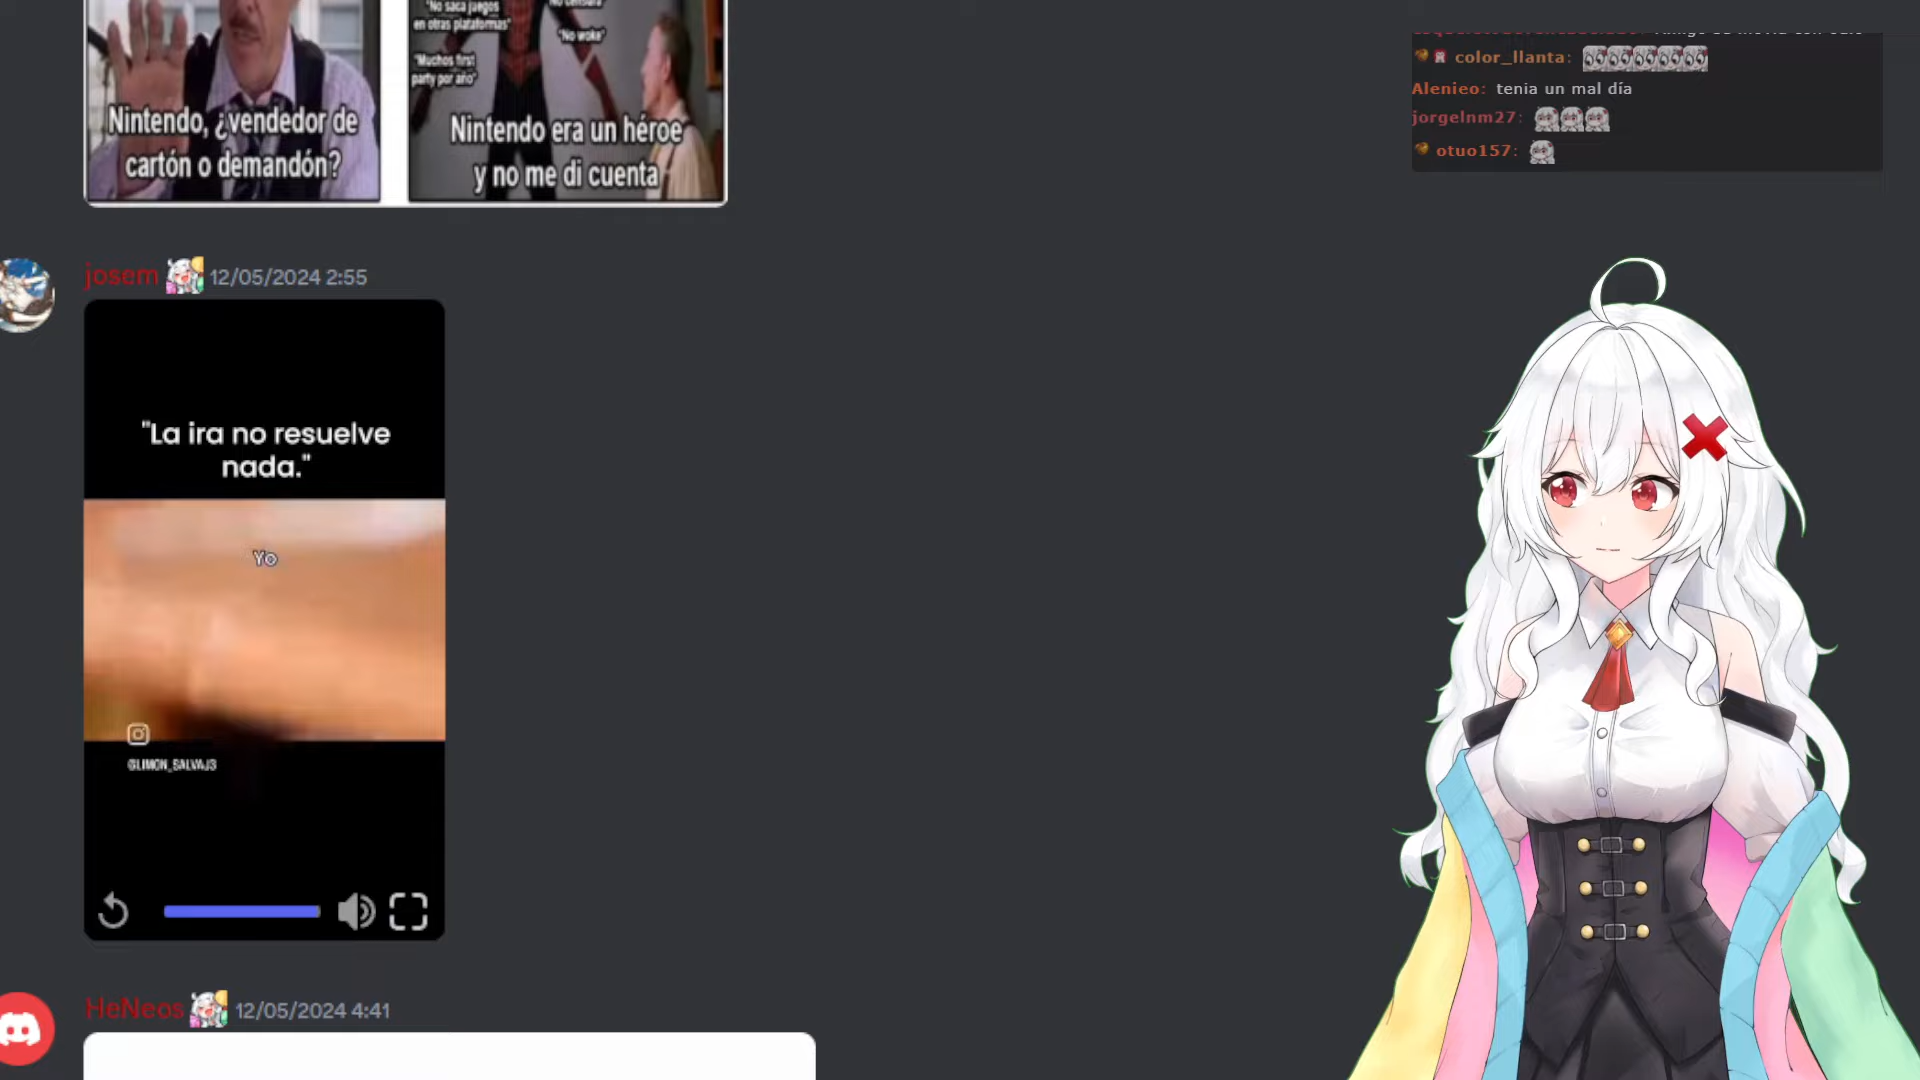 "No saca juegos
en otras plataformas"
"No censura"
"No woke"
"Muchos first
party por año"
Nintendo, ¿vendedor de
cartón o demandón?
Nintendo era un héroe
y no me di cuenta
color_llanta:
Alenieo: tenia un mal día
jorgelnm27:
otuo157:
josem 12/05/2024 2:55
"La ira no resuelve
nada."
Yo
@LIMON_SALVAJ3
HeNeos 12/05/2024 4:41